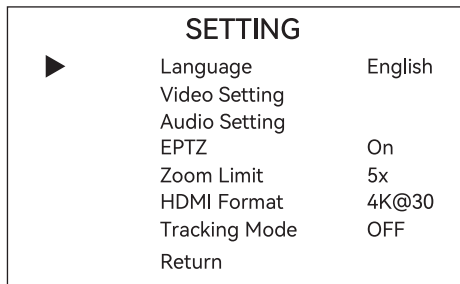 SETTING
Language English
Video Setting
Audio Setting
EPTZ On
Zoom Limit 5x
HDMI Format 4K@30
Tracking Mode OFF
Return